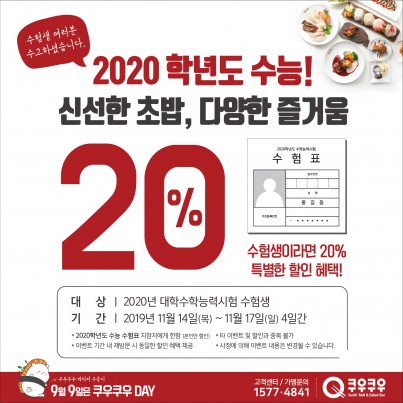 수험생 여러분
수고하셨습니다.
2020 학년도 수능!
신선한 초밥, 다양한 즐거움
20%
2020학년도 수학능력시험
수 험 표
홍 길 동
수험생이라면 20%
특별한 할인 혜택!
대 상 | 2020년 대학수학능력시험 수험생
기 간 | 2019년 11월 14일(목) ~ 11월 17일(일) 4일간
• 2020학년도 수능 수험표 지참자에게 한함 (본인만 할인) • 타 이벤트 및 할인과 중복 불가
• 이벤트 기간 내 재방문 시 동일한 할인 혜택 제공 • 사정에 의해 이벤트 내용은 변경될 수 있습니다.
9월 9일은 쿠우쿠우 DAY
고객센터 / 가맹문의
1577-4841
쿠우쿠우
Sushi Roll & Salad Bar